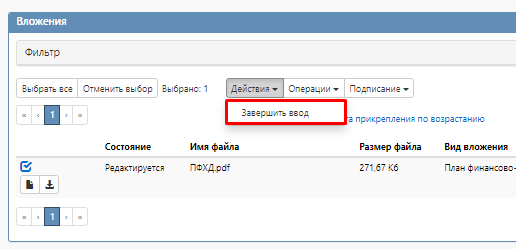 Вложения
Фильтр
Выбрать все Отменить выбор Выбрано: 1 Действия Операции Подписание
« ‹ 1 › »
Завершить ввод
та прикрепления по возрастанию
Состояние Имя файла Размер файла Вид вложения
Редактируется ПФХД.pdf 271,67 Кб План финансово-
« ‹ 1 › »